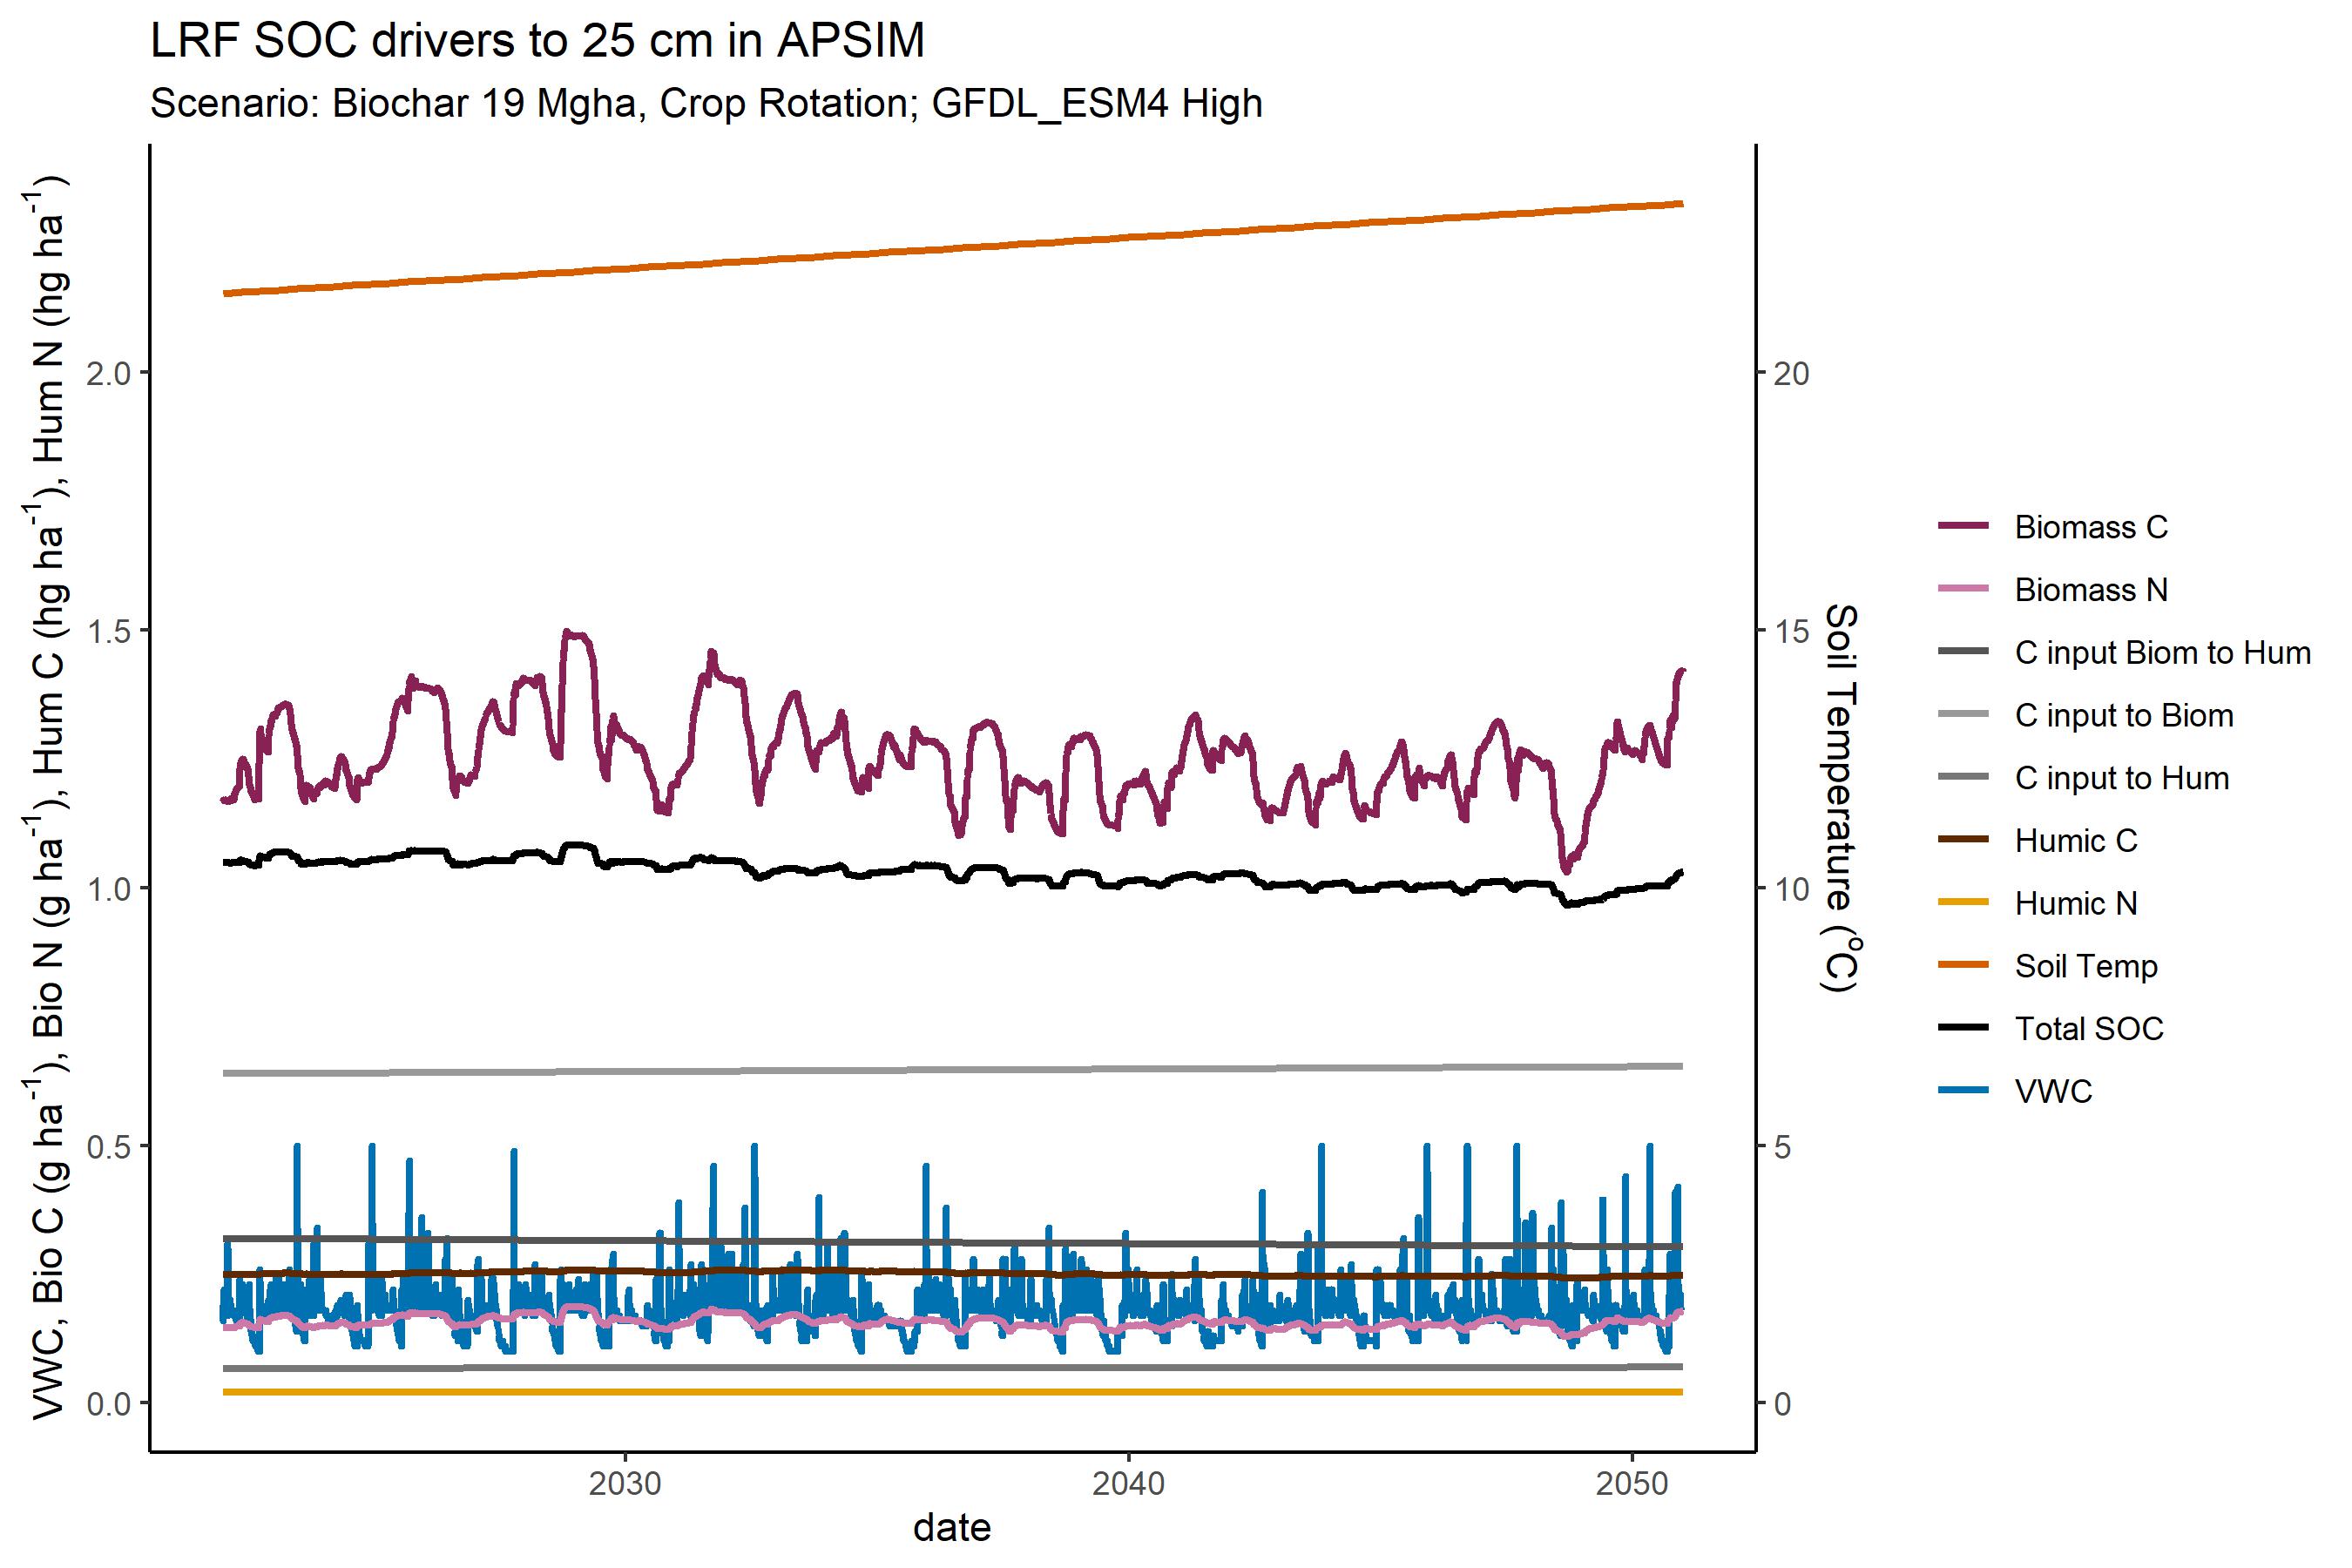 LRF SOC drivers to 25 cm in APSIM
Scenario: Biochar 19 Mgha, Crop Rotation; GFDL_ESM4 High
VWC, Bio C (g ha⁻¹), Bio N (g ha⁻¹), Hum C (hg ha⁻¹), Hum N (hg ha⁻¹)
2.0
1.5
1.0
0.5
0.0
20
15
10
5
0
Soil Temperature (ᵒC)
2030
2040
2050
date
Biomass C
Biomass N
C input Biom to Hum
C input to Biom
C input to Hum
Humic C
Humic N
Soil Temp
Total SOC
VWC